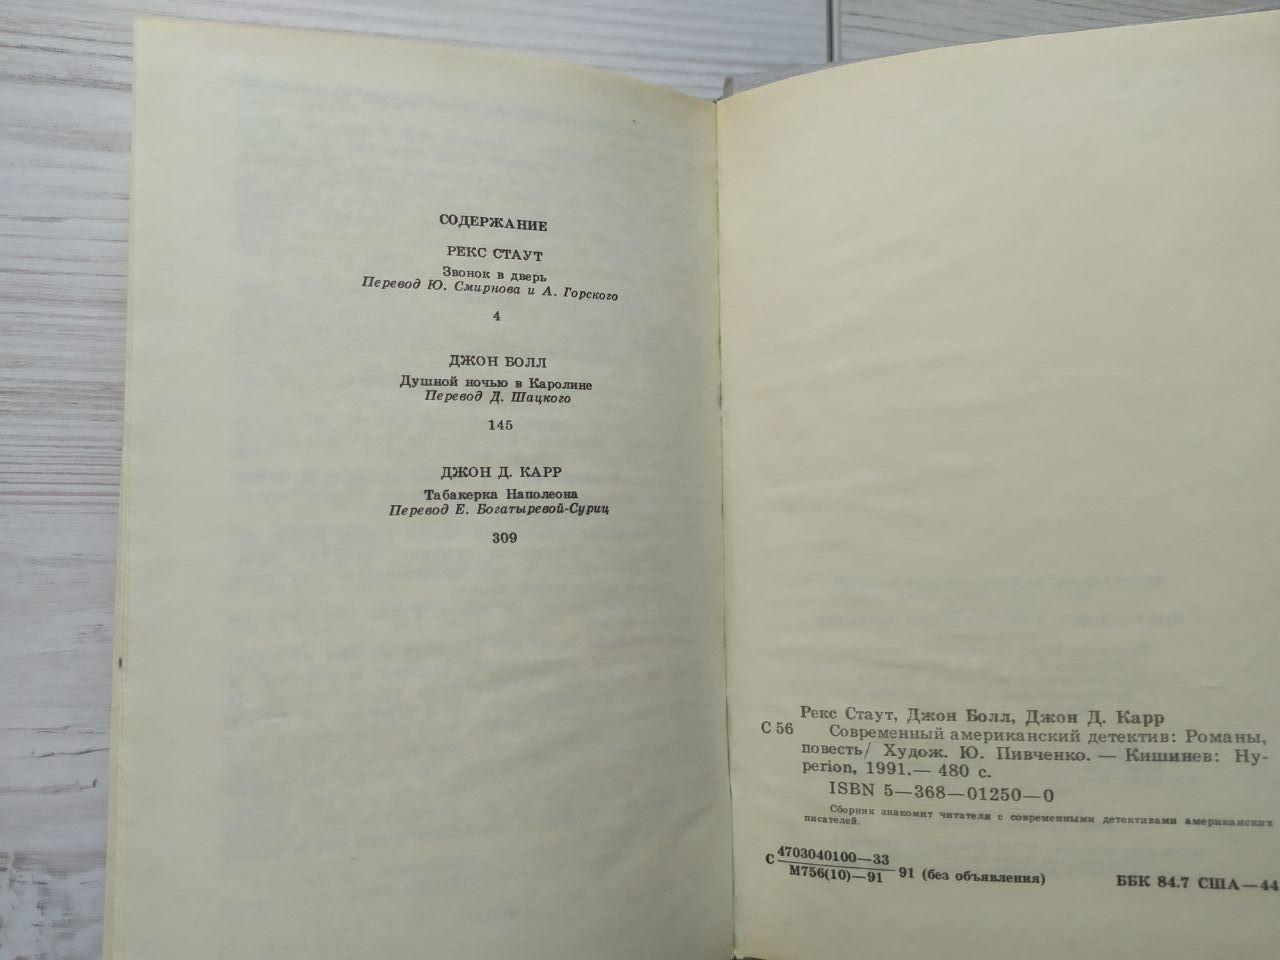 СОДЕРЖАНИЕ
РЕКС СТАУТ
Звонок в дверь
Перевод Ю. Смирнова и А. Горского
4
ДЖОН БОЛЛ
Душной ночью в Каролине
Перевод Д. Шацкого
145
ДЖОН Д. КАРР
Табакерка Наполеона
Перевод Е. Богатыревой-Суриц
309
Рекс Стаут, Джон Болл, Джон Д. Карр
С 56 Современный американский детектив: Романы,
повесть/ Худож. Ю. Пивченко. — Кишинев: Hy-
perion, 1991.— 480 с.
ISBN 5—368—01250—0
Сборник знакомит читателя с современными детективами американских
писателей.
С 4703040100—33
М756(10)—91 91 (без объявления)
ББК 84.7 США—44